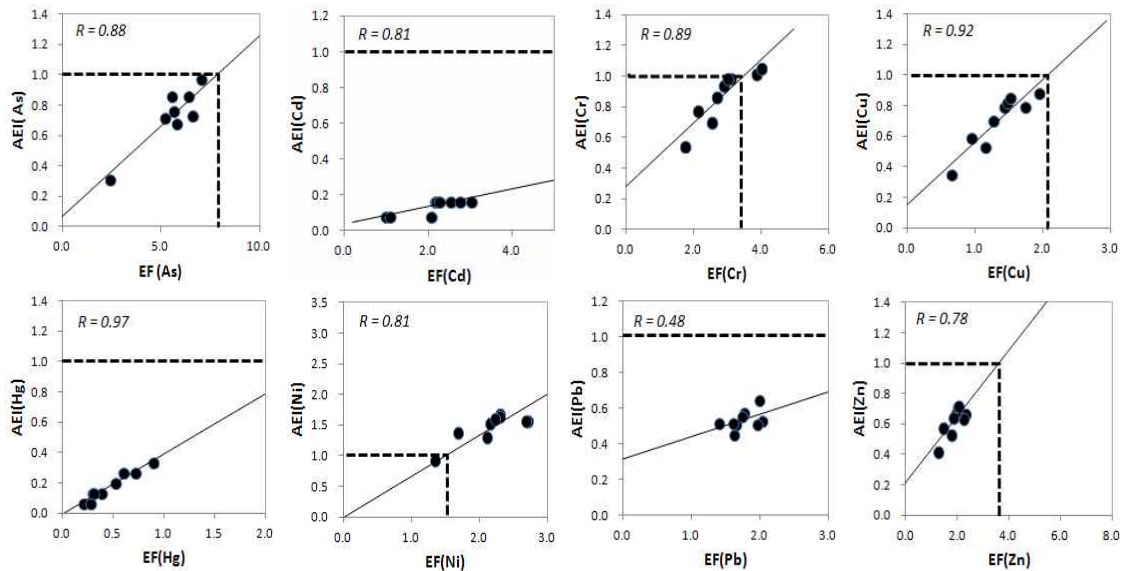 R = 0.88
AEI( As)
1.4
1.2
1.0
0.8
0.6
0.4
0.2
0.0
0.0 5.0 10.0
EF (As)
R = 0.81
AEI(Cd)
1.2
1.0
0.8
0.6
0.4
0.2
0.0
0.0 2.0 4.0
EF(Cd)
R = 0.89
AEI(Cr)
1.4
1.2
1.0
0.8
0.6
0.4
0.2
0.0
0.0 2.0 4.0 6.0
EF(Cr)
R = 0.92
AEI(Cu)
1.4
1.2
1.0
0.8
0.6
0.4
0.2
0.0
0.0 1.0 2.0 3.0
EF(Cu)
R = 0.97
AEI(Hg)
1.4
1.2
1.0
0.8
0.6
0.4
0.2
0.0
0.0 0.5 1.0 1.5 2.0
EF(Hg)
R = 0.81
AEI(Ni)
3.5
3.0
2.5
2.0
1.5
1.0
0.5
0.0
0.0 1.0 2.0 3.0
EF(Ni)
R = 0.48
AEI(Pb)
1.2
1.0
0.8
0.6
0.4
0.2
0.0
0.0 1.0 2.0 3.0
EF(Pb)
R = 0.78
AEI(Zn)
1.4
1.2
1.0
0.8
0.6
0.4
0.2
0.0
0.0 2.0 4.0 6.0 8.0
EF(Zn)